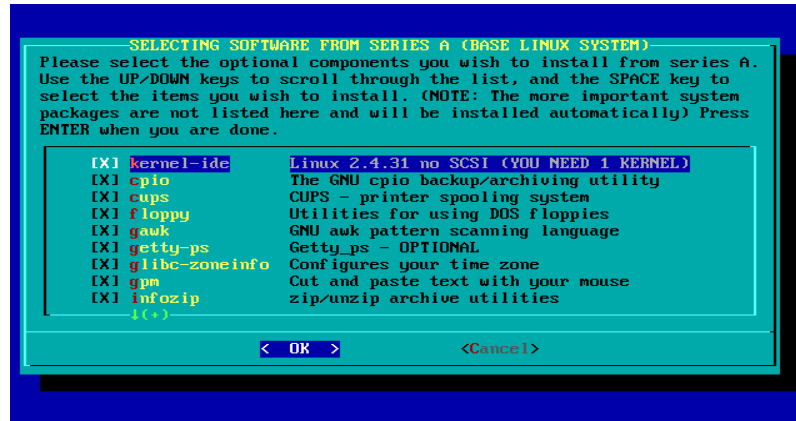 SELECTING SOFTWARE FROM SERIES A (BASE LINUX SYSTEM)
Please select the optional components you wish to install from series A.
Use the UP/DOWN keys to scroll through the list, and the SPACE key to
select the items you wish to install. (NOTE: The more important system
packages are not listed here and will be installed automatically) Press
ENTER when you are done.
[X] kernel-ide Linux 2.4.31 no SCSI (YOU NEED 1 KERNEL)
[X] cpio The GNU cpio backup/archiving utility
[X] cups CUPS - printer spooling system
[X] floppy Utilities for using DOS floppies
[X] gawk GNU awk pattern scanning language
[X] getty-ps Getty_ps - OPTIONAL
[X] glibc-zoneinfo Configures your time zone
[X] gpm Cut and paste text with your mouse
[X] infozip zip/unzip archive utilities
↓(+)
< OK > <Cancel>